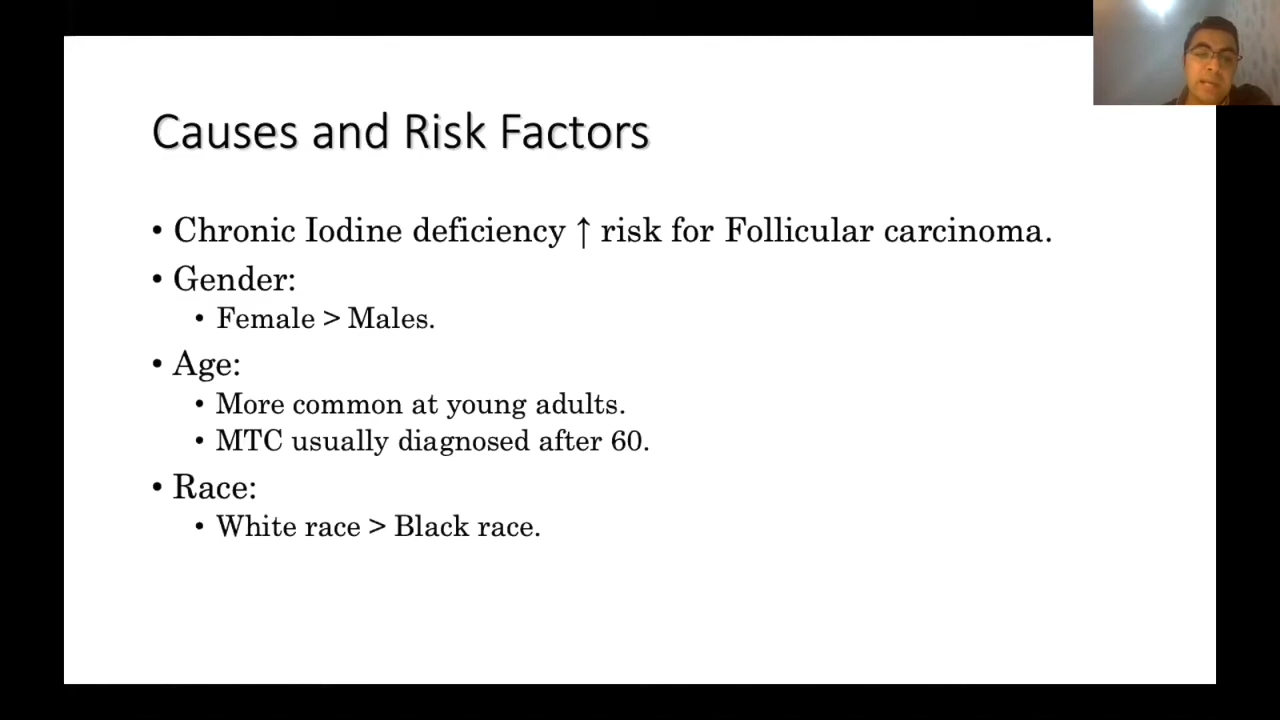 Causes and Risk Factors
• Chronic Iodine deficiency ↑ risk for Follicular carcinoma.
• Gender:
• Female > Males.
• Age:
• More common at young adults.
• MTC usually diagnosed after 60.
• Race:
• White race > Black race.